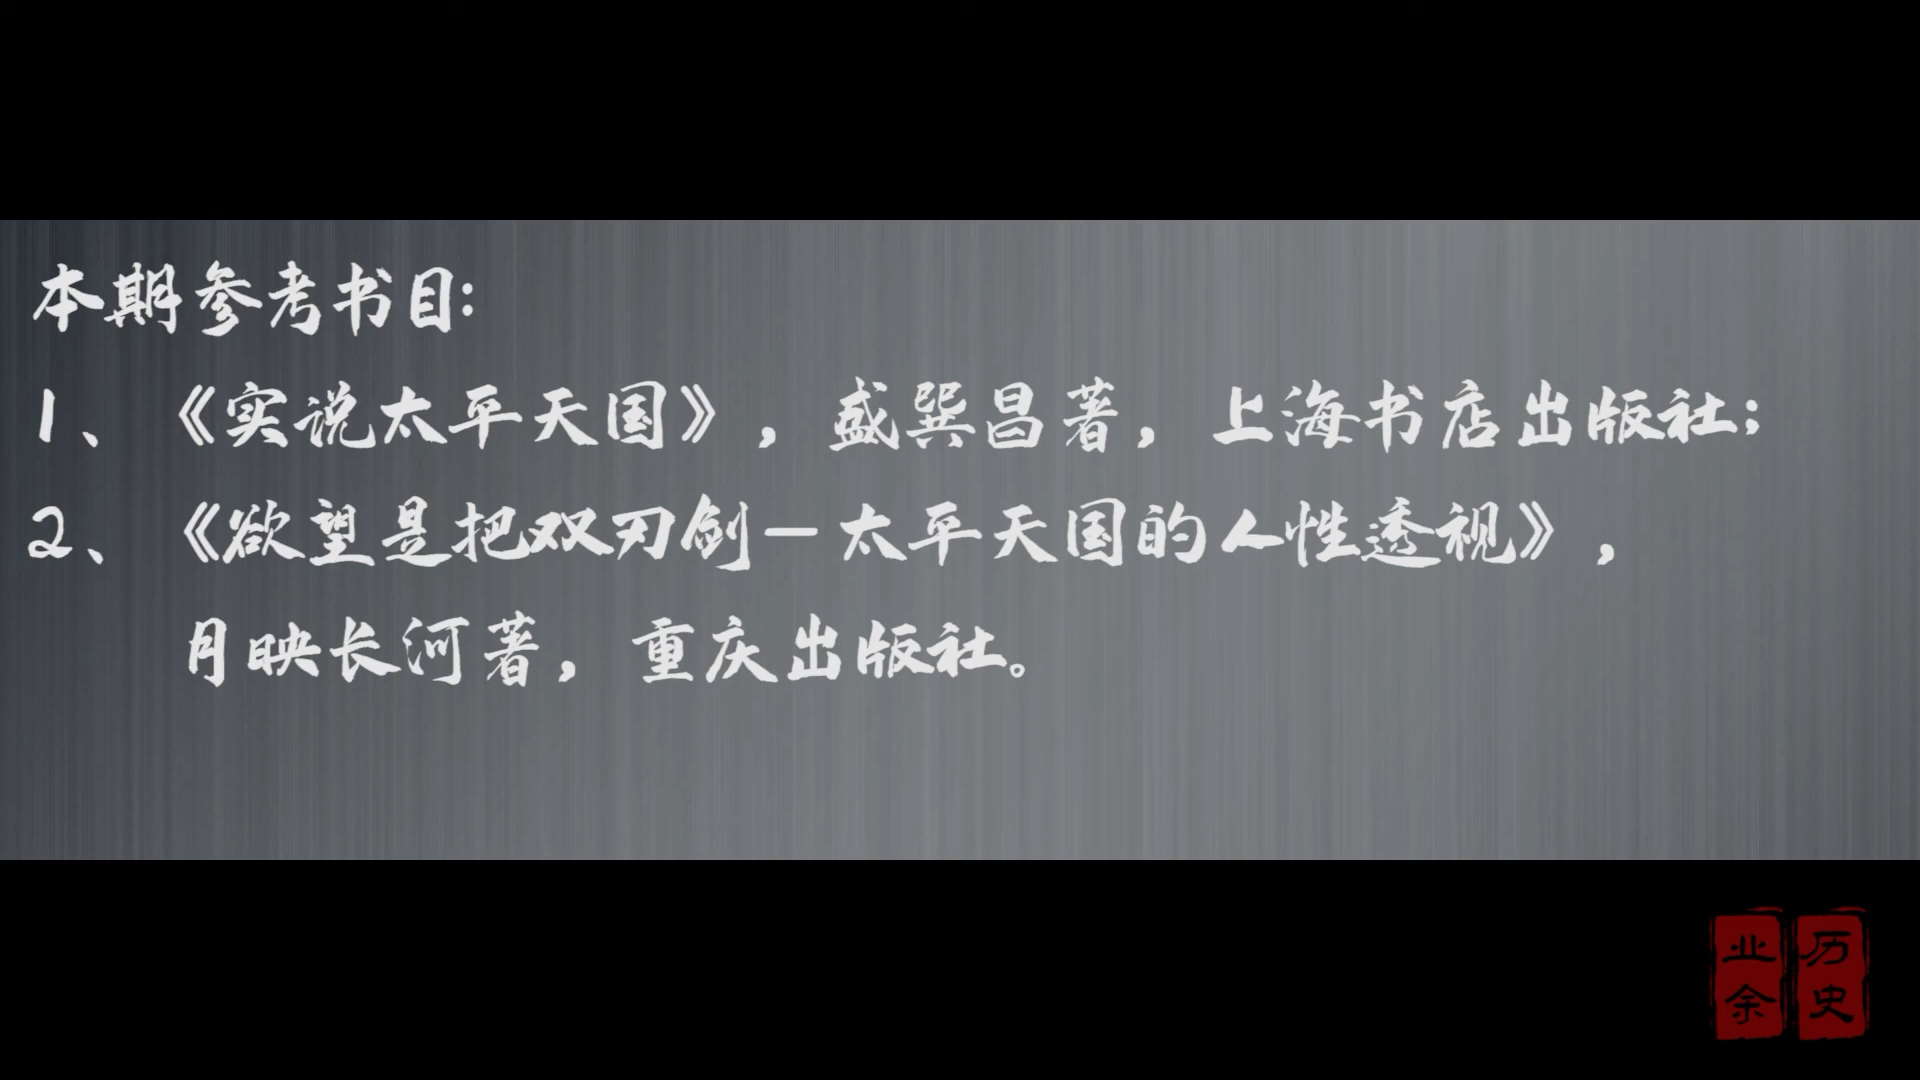 本期参考书目:
1、《实说太平天国》，盛巽昌著，上海书店出版社；
2、《欲望是把双刃剑—太平天国的人性透视》，
月映长河著，重庆出版社。
业余
历史